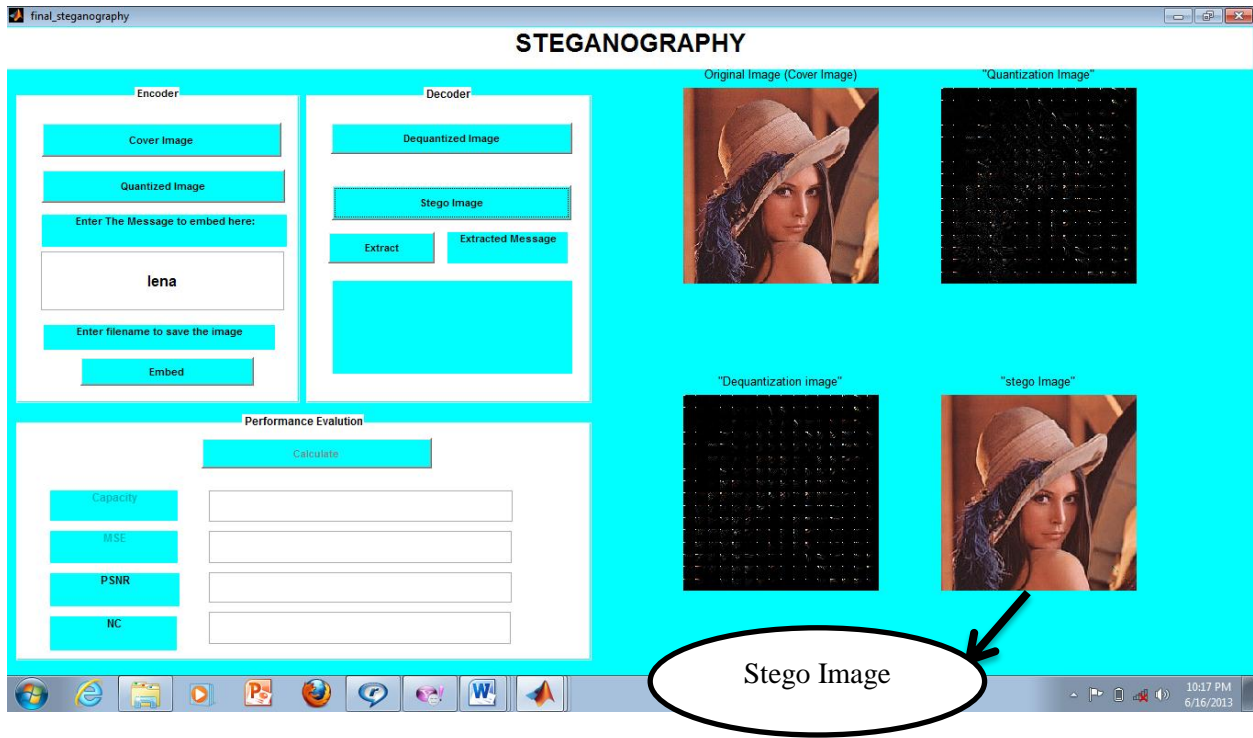 final_steganography
STEGANOGRAPHY
Encoder
Cover Image
Quantized Image
Enter The Message to embed here:
lena
Enter filename to save the image
Embed
Decoder
Dequantized Image
Stego Image
Extract
Extracted Message
Performance Evalution
Calculate
Capacity
MSE
PSNR
NC
Original Image (Cover Image)
"Quantization Image"
"Dequantization image"
"stego Image"
Stego Image
10:17 PM
6/16/2013